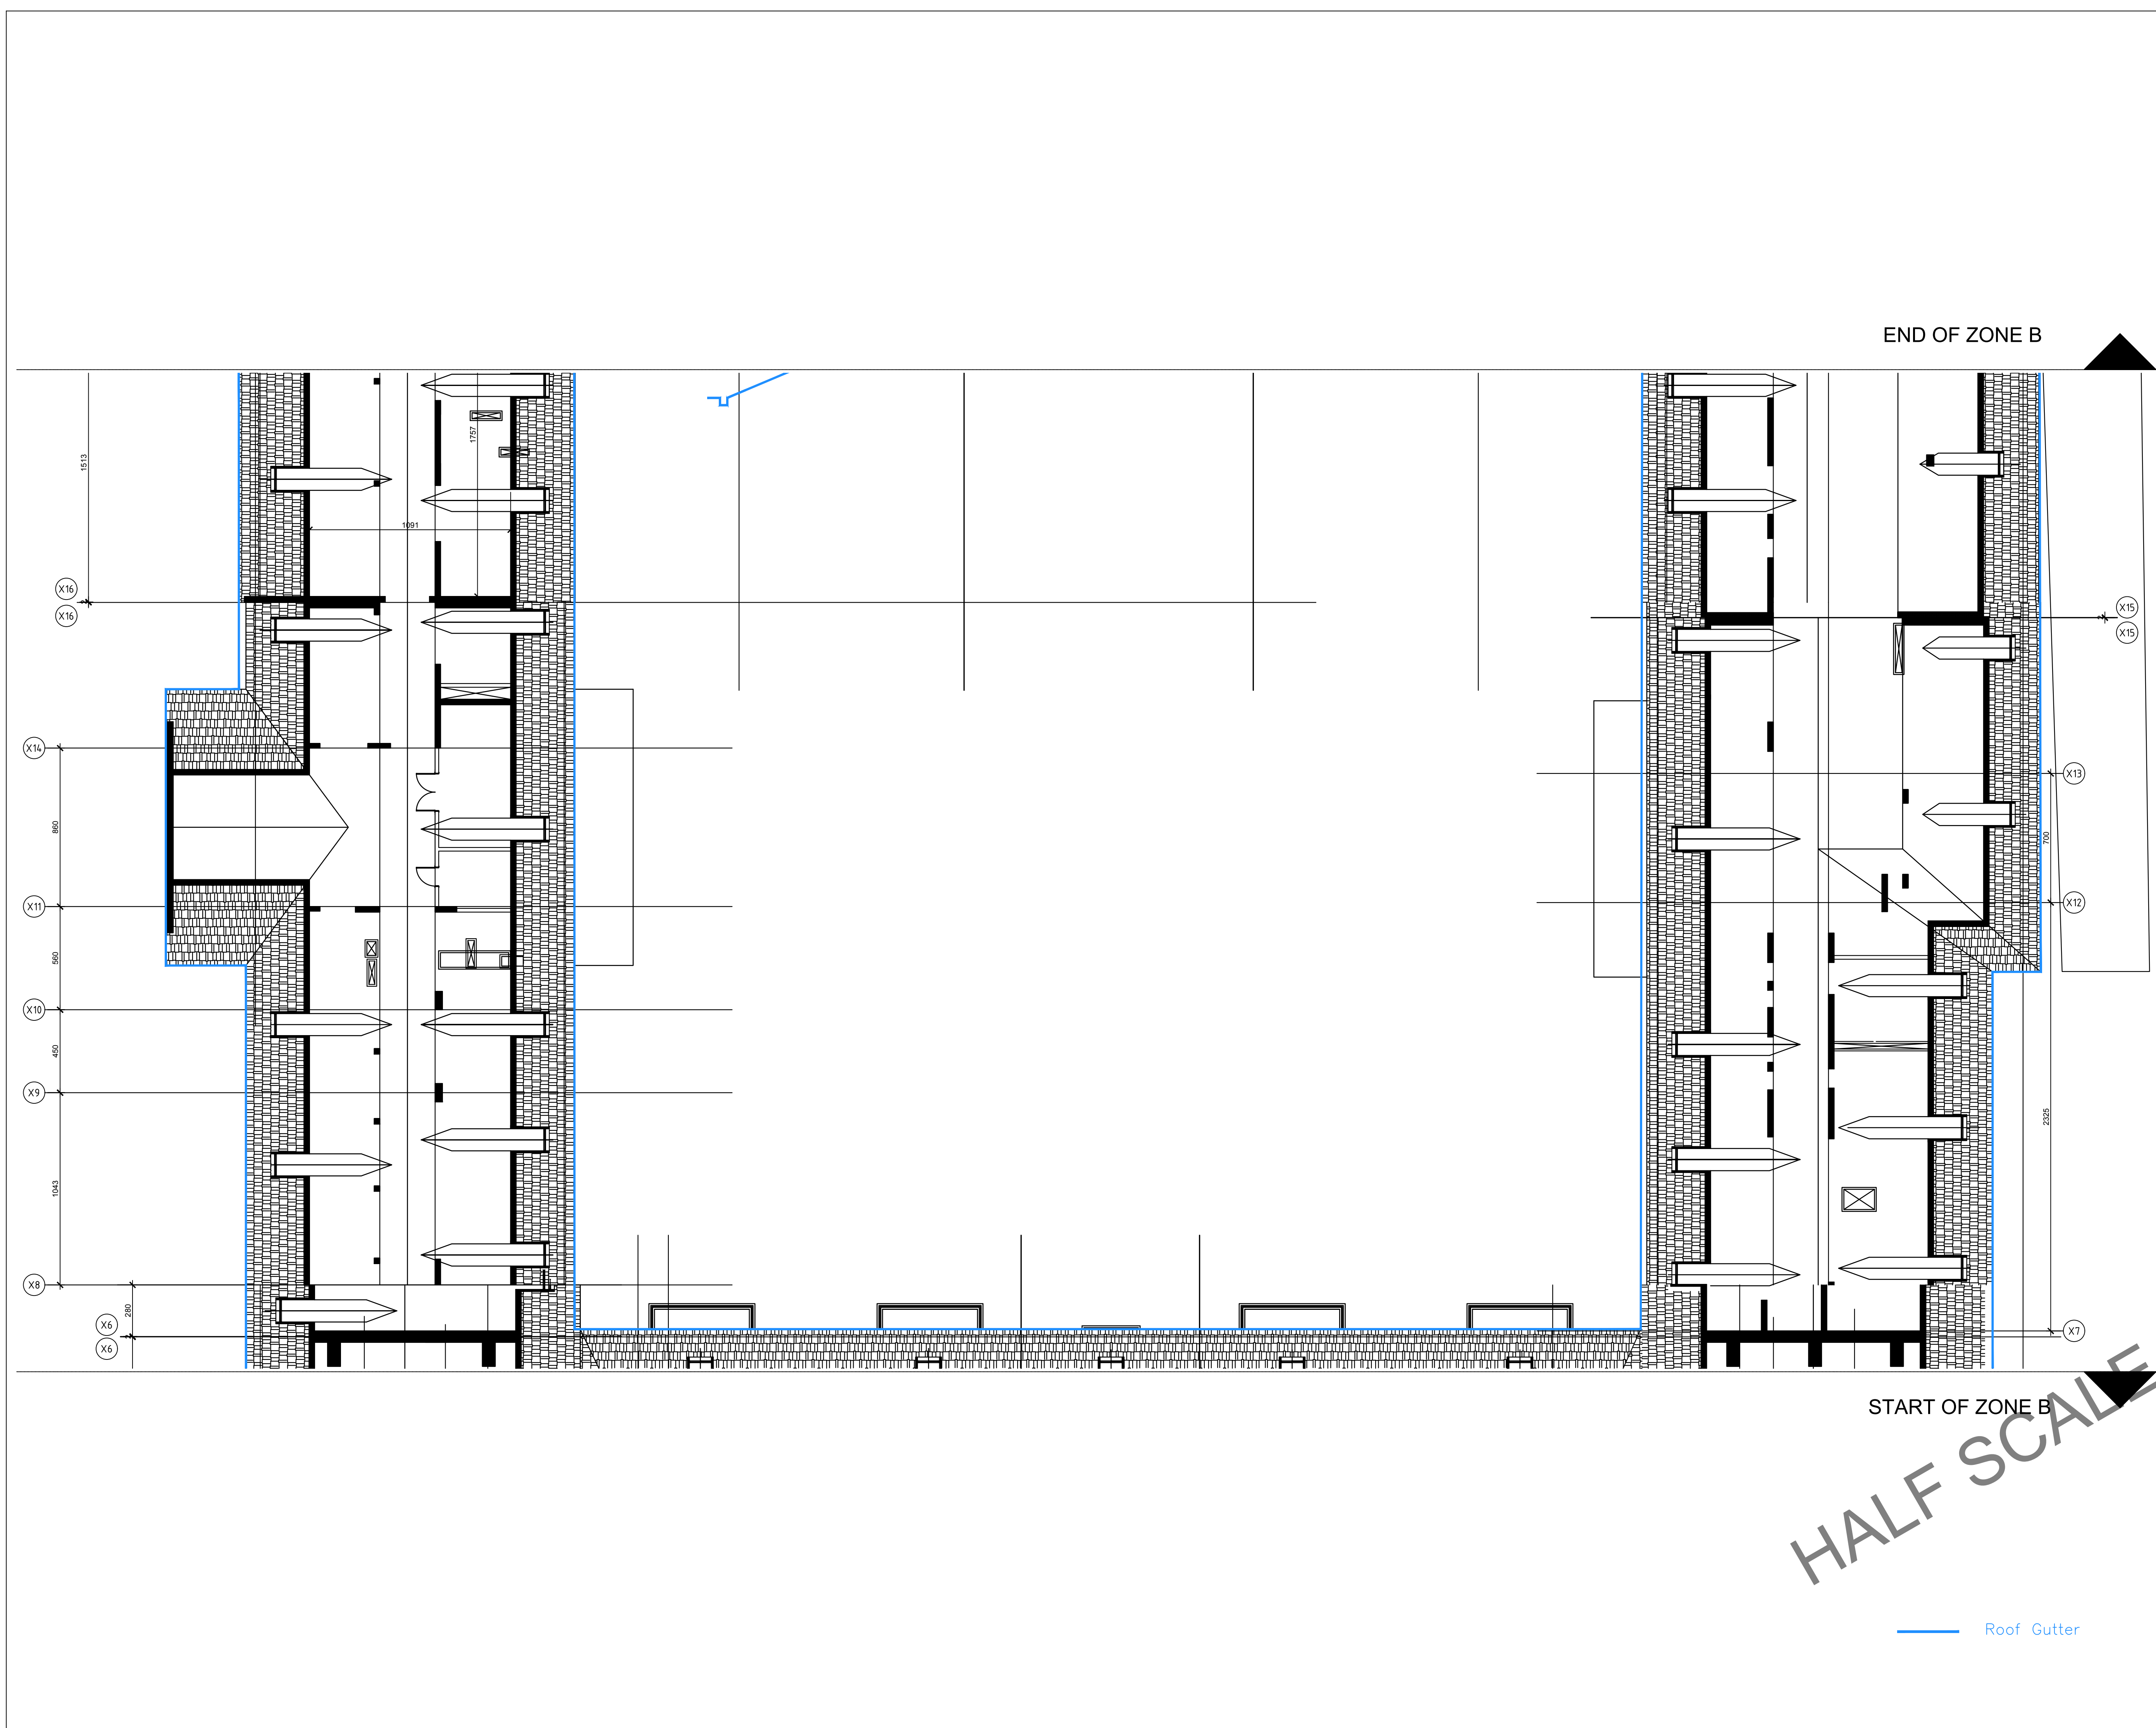 END OF ZONE B
1513
1757
1091
X16
X16
X15
X15
X14
X13
860
700
X11
X12
560
X10
450
X9
2325
1043
X8
280
X6
X6
X7
START OF ZONE B
HALF SCALE
Roof Gutter